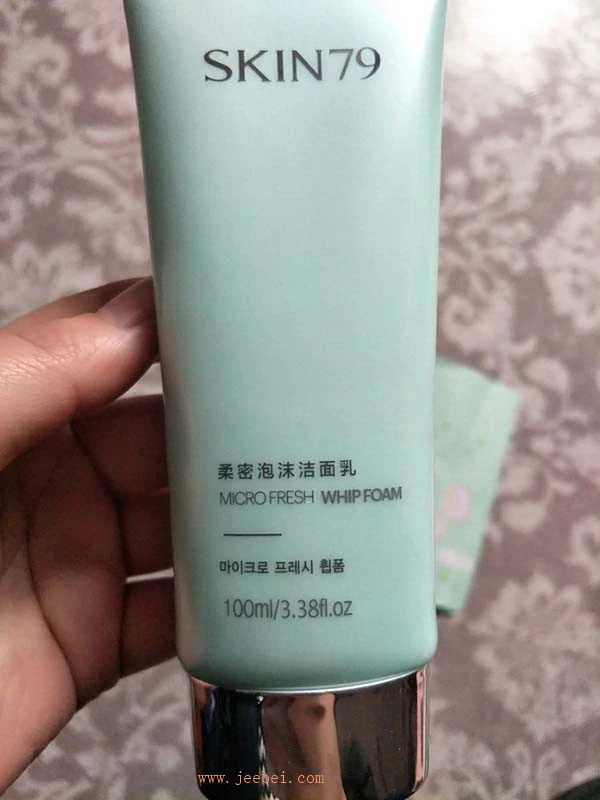 SKIN79
柔密泡沫洁面乳
MICRO FRESH WHIP FOAM
마이크로 프레시 휩폼
100ml/3.38fl.oz
www.jeebei.com